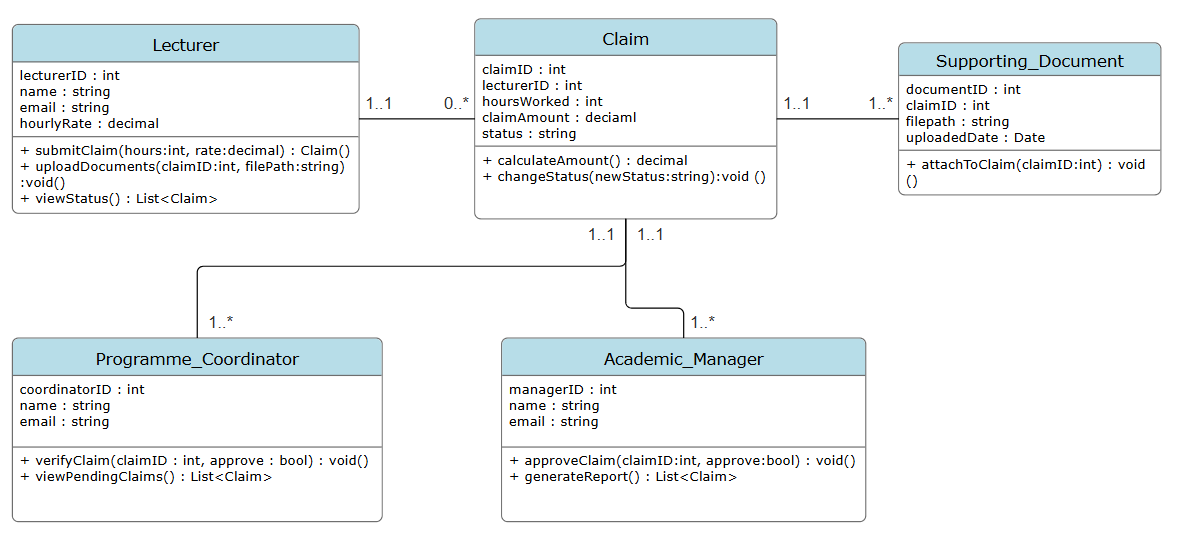 Lecturer
lecturerID : int
name : string
email : string
hourlyRate : decimal
+ submitClaim(hours:int, rate:decimal) : Claim()
+ uploadDocuments(claimID:int, filePath:string)
:void()
+ viewStatus() : List<Claim>
1..1
0..*
Claim
claimID : int
lecturerID : int
hoursWorked : int
claimAmount : deciaml
status : string
+ calculateAmount() : decimal
+ changeStatus(newStatus:string):void ()
1..1
1..*
Supporting_Document
documentID : int
claimID : int
filepath : string
uploadedDate : Date
+ attachToClaim(claimID:int) : void
()
1..1
1..1
1..*
1..*
Programme_Coordinator
coordinatorID : int
name : string
email : string
+ verifyClaim(claimID : int, approve : bool) : void()
+ viewPendingClaims() : List<Claim>
Academic_Manager
managerID : int
name : string
email : string
+ approveClaim(claimID:int, approve:bool) : void()
+ generateReport() : List<Claim>